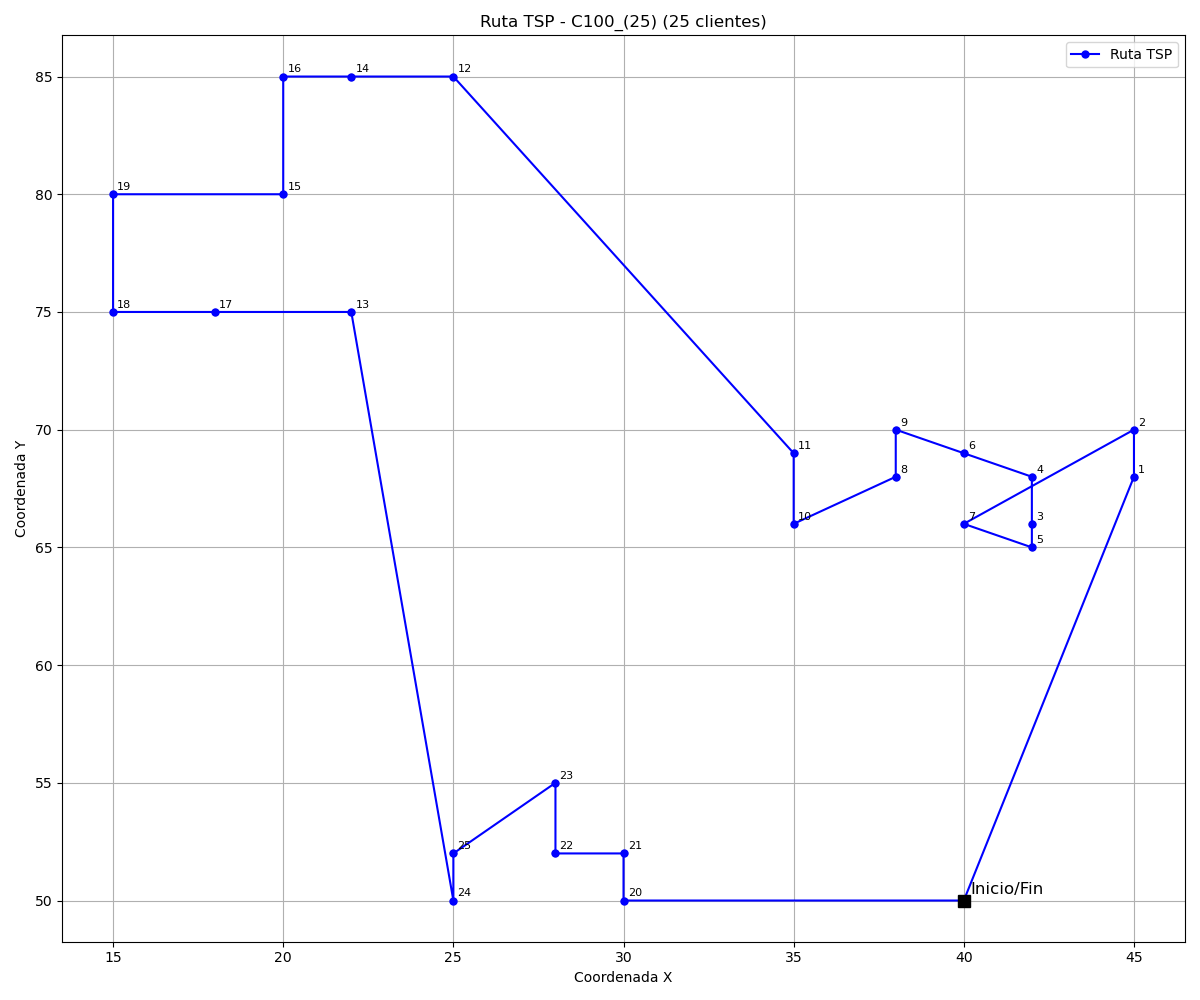 Ruta TSP - C100_(25) (25 clientes)
Ruta TSP
16 14 12
85
19 15
80
18 17 13
75
9 2
70
11 6
8 4 1
10 7 3
5
65
60
23
55
25 22 21
24 20 Inicio/Fin
50
15 20 25 30 35 40 45
Coordenada X
Coordenada Y